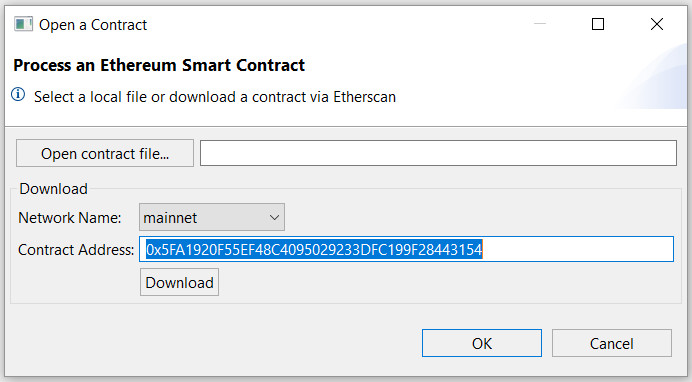 Open a Contract
Process an Ethereum Smart Contract
Select a local file or download a contract via Etherscan
Open contract file...
Download
Network Name: mainnet
Contract Address: 0x5FA1920F55EF48C4095029233DFC199F28443154
Download
OK Cancel